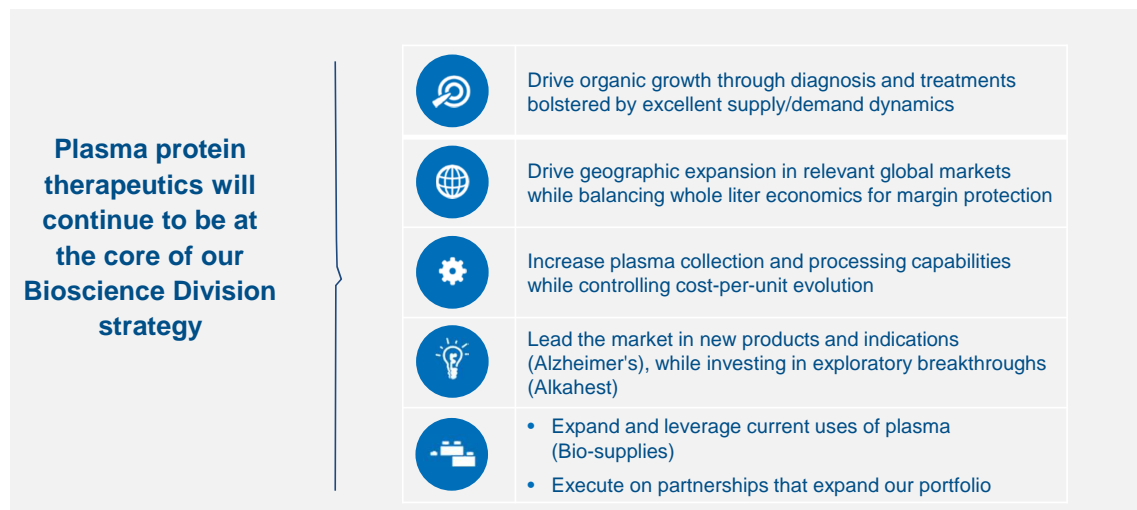 Plasma protein
therapeutics will
continue to be at
the core of our
Bioscience Division
strategy
Drive organic growth through diagnosis and treatments
bolstered by excellent supply/demand dynamics
Drive geographic expansion in relevant global markets
while balancing whole liter economics for margin protection
Increase plasma collection and processing capabilities
while controlling cost-per-unit evolution
Lead the market in new products and indications
(Alzheimer's), while investing in exploratory breakthroughs
(Alkahest)
• Expand and leverage current uses of plasma
(Bio-supplies)
• Execute on partnerships that expand our portfolio